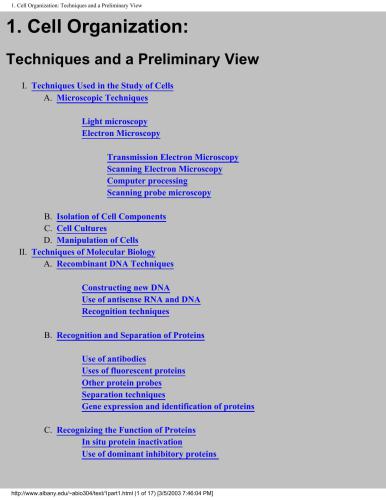 1. Cell Organization: Techniques and a Preliminary View
1. Cell Organization:
Techniques and a Preliminary View
I. Techniques Used in the Study of Cells
A. Microscopic Techniques
Light microscopy
Electron Microscopy
Transmission Electron Microscopy
Scanning Electron Microscopy
Computer processing
Scanning probe microscopy
B. Isolation of Cell Components
C. Cell Cultures
D. Manipulation of Cells
II. Techniques of Molecular Biology
A. Recombinant DNA Techniques
Constructing new DNA
Use of antisense RNA and DNA
Recognition techniques
B. Recognition and Separation of Proteins
Use of antibodies
Uses of fluorescent proteins
Other protein probes
Separation techniques
Gene expression and identification of proteins
C. Recognizing the Function of Proteins
In situ protein inactivation
Use of dominant inhibitory proteins
http://www.albany.edu/~abio304/text/1part1.html (1 of 17) [3/5/2003 7:46:04 PM]